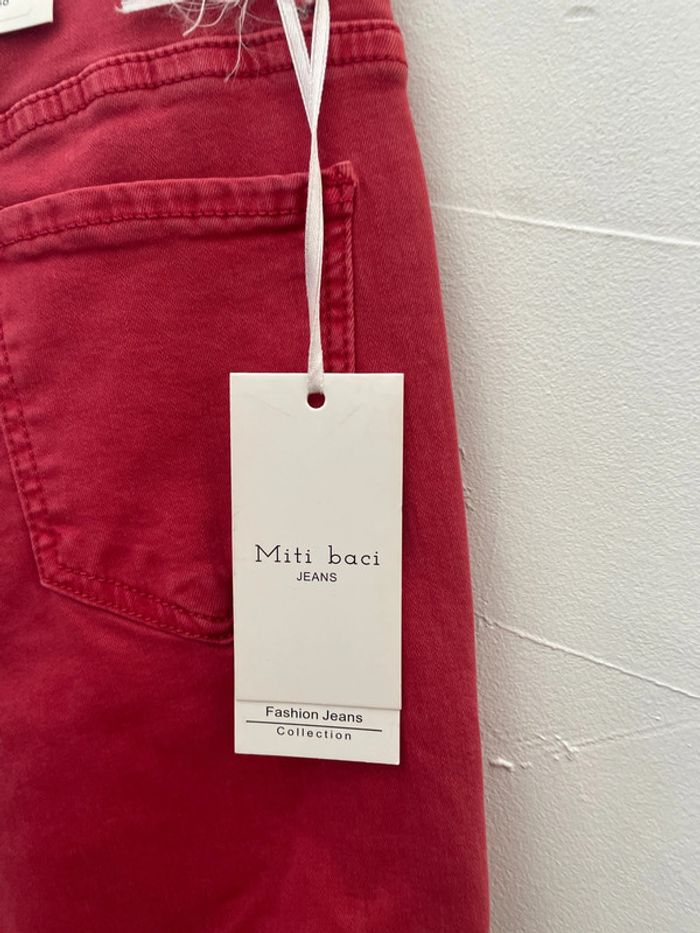 Miti baci
JEANS
Fashion Jeans
Collection